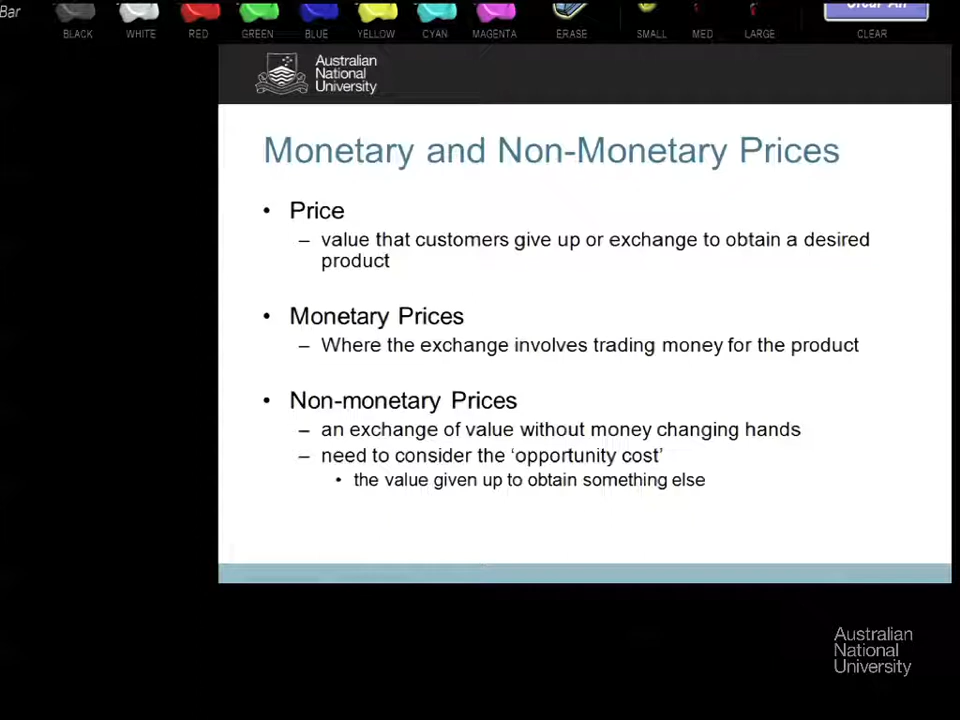 Bar
BLACK WHITE RED GREEN BLUE YELLOW CYAN MAGENTA ERASE SMALL MED LARGE CLEAR
Australian
National
University
Monetary and Non-Monetary Prices
• Price
– value that customers give up or exchange to obtain a desired
product
• Monetary Prices
– Where the exchange involves trading money for the product
• Non-monetary Prices
– an exchange of value without money changing hands
– need to consider the ‘opportunity cost’
• the value given up to obtain something else
Australian
National
University